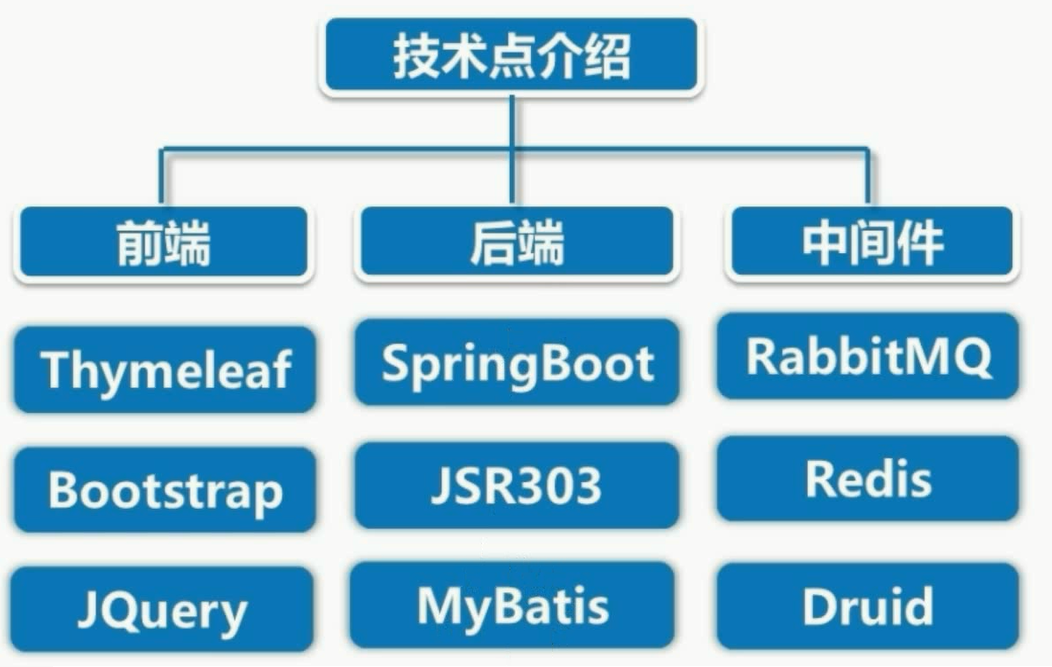 技术点介绍
前端
后端
中间件
Thymeleaf
SpringBoot
RabbitMQ
Bootstrap
JSR303
Redis
JQuery
MyBatis
Druid